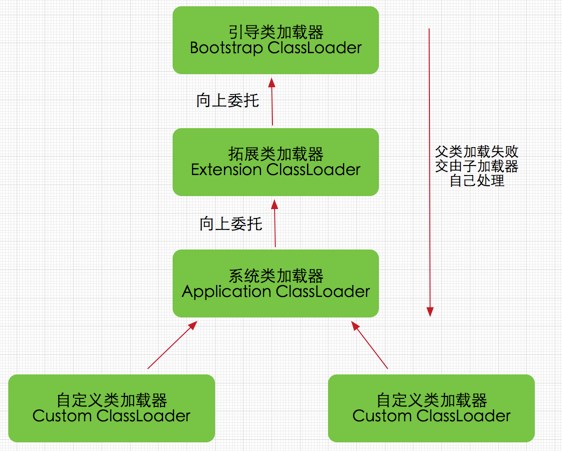 引导类加载器
Bootstrap ClassLoader
向上委托
拓展类加载器
Extension ClassLoader
父类加载失败
交由子加载器
自己处理
向上委托
系统类加载器
Application ClassLoader
自定义类加载器
Custom ClassLoader
自定义类加载器
Custom ClassLoader